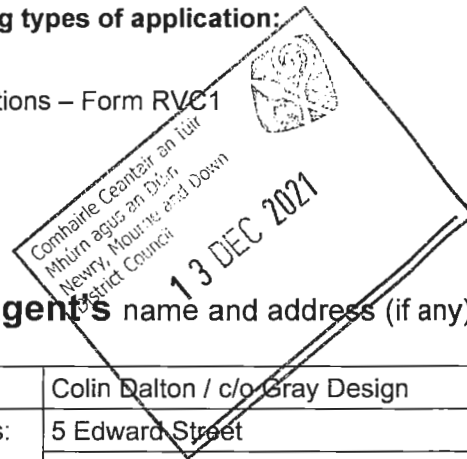 g types of application:
tions – Form RVC1
Comhairle Ceantair an Iúir
Mhúrn agus an Dúin
Newry, Mourne and Down
District Council
13 DEC 2021
gent's name and address (if any)
Colin Dalton / c/o Gray Design
s: 5 Edward Street